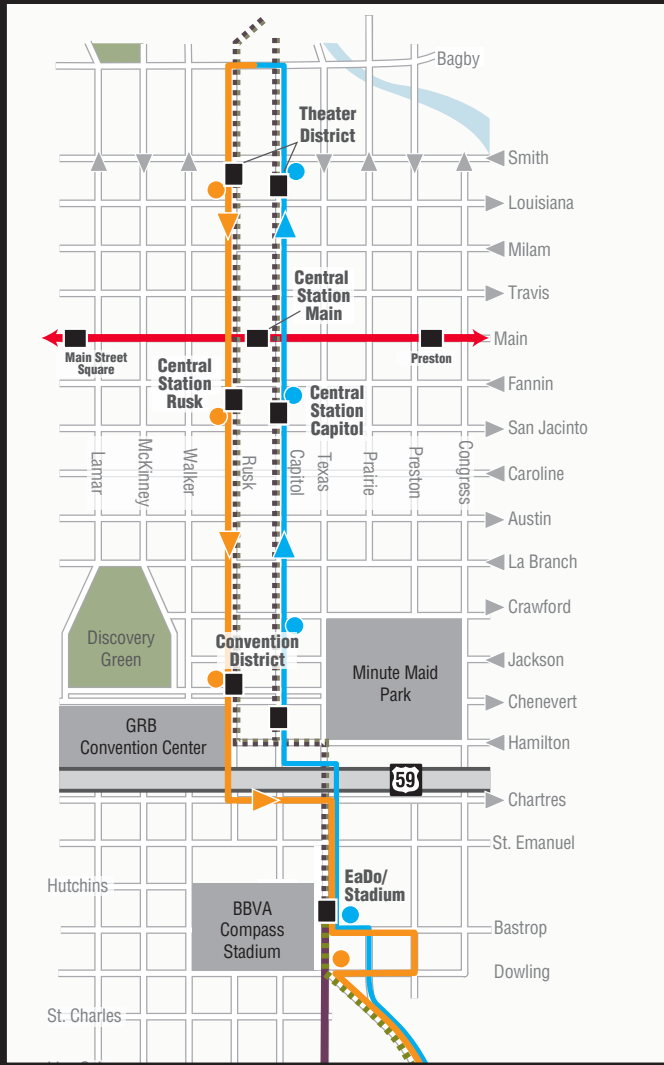 Bagby
Theater
District
Smith
Louisiana
Milam
Travis
Central
Station
Main
Main
Main Street
Square
Preston
Central
Station
Rusk
Central
Station
Capitol
Fannin
San Jacinto
Lamar
McKinney
Walker
Rusk
Capitol
Texas
Prairie
Preston
Congress
Caroline
Austin
La Branch
Crawford
Discovery
Green
Convention
District
Minute Maid
Park
Jackson
Chenevert
GRB
Convention Center
Hamilton
59
Chartres
St. Emanuel
EaDo/
Stadium
Hutchins
BBVA
Compass
Stadium
Bastrop
Dowling
St. Charles